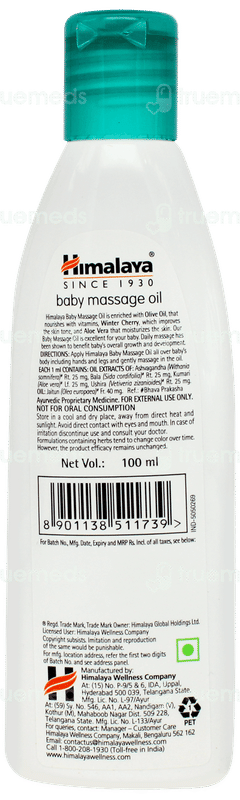 Himalaya
SINCE 1930
baby massage oil
Himalaya Baby Massage Oil is enriched with Olive Oil, that
nourishes with vitamins, Winter Cherry, which improves
the skin tone, and Aloe Vera that moisturizes the skin. Our
Baby Massage Oil is excellent for your baby. Daily massage has
been shown to benefit baby's overall growth and development.
DIRECTIONS: Apply Himalaya Baby Massage Oil all over baby's
body including hands and legs and gently massage in the oil.
EACH 1 ml CONTAINS: OIL EXTRACTS OF: Ashvagandha (Withania
somnifera) Rt. 25 mg, Bala (Sida cordifolia)* Rt. 25 mg, Kumari
(Aloe vera)* Lf. 25 mg, Ushira (Vetiveria zizanioides)* Rt. 25 mg.
OIL: Jaitun (Olea europaea) Fr. 40 mg. Ref.: #Bhava Prakasha
Ayurvedic Proprietary Medicine. FOR EXTERNAL USE ONLY.
NOT FOR ORAL CONSUMPTION
Store in a cool and dry place, away from direct heat and
sunlight. Avoid direct contact with eyes and mouth. In case of
irritation discontinue use and consult your doctor.
Formulations containing herbs tend to change color over time.
However, the product efficacy remains unchanged.
Net Vol.: 100 ml
8 901138 511739 >
IND-5050269
For Batch No., Mfg. Date, Expiry and MRP Rs. Incl. of all taxes, see below:
® Regd. Trade Mark, Trade Mark Owner: Himalaya Global Holdings Ltd.
Licensed User: Himalaya Wellness Company
Copyright subsists. Imitation and reproduction
of the same would be punishable.
For mfg. location address, refer the first two digits
of Batch No. and see address panel.
Manufactured by:
Himalaya Wellness Company
At: (15) No. P-9/5 & 6, IDA, Uppal,
Hyderabad 500 039, Telangana State.
Mfg. Lic. No. L-97/Ayu
At: (59) Sy. No. 546, AA1, AA2, Nandigam (V),
Kothur (M), Mahaboob Nagar Dist 509 228,
Telangana State. Mfg. Lic. No. L-133/Ayur
For queries, contact: Manager - Customer Care
Himalaya Wellness Company, Makali, Bengaluru 562 162
Email: contactus@himalayawellness.com
Call 1-800-208-1930 (Toll-free in India)
www.himalayawellness.com
1
PET
truemeds